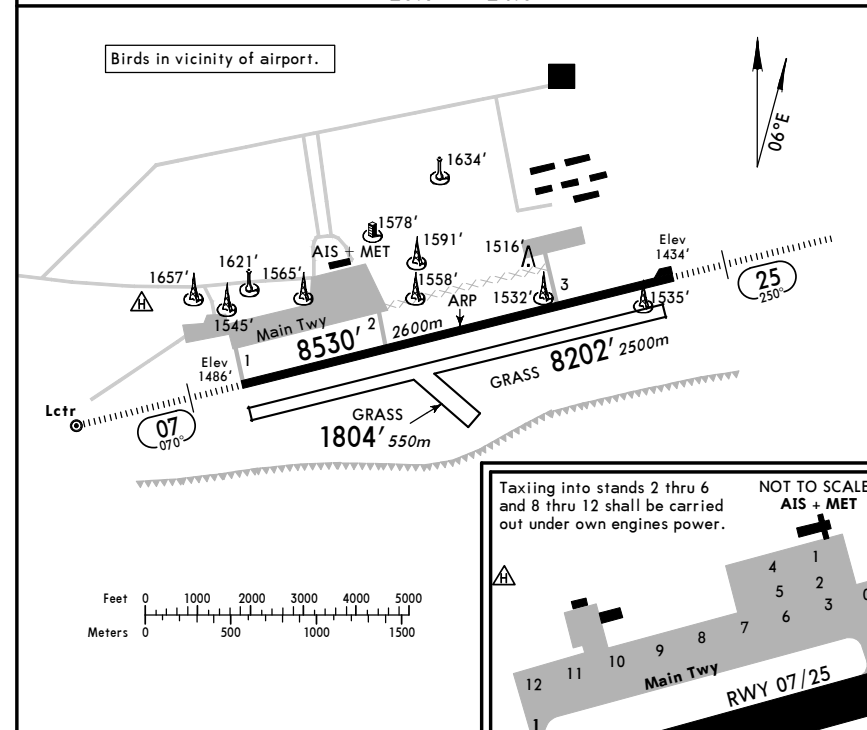 Birds in vicinity of airport.
06°E
1634'
1578'
AIS + MET
1591'
1516'
Elev
1434'
1657'
1621'
1565'
1558'
ARP
1532'
3
1535'
25
250°
1545'
Main Twy
2
8530' 2600m
Elev
1486'
1
GRASS 8202' 2500m
Lctr
07
070°
GRASS
1804' 550m
H
Taxiing into stands 2 thru 6
and 8 thru 12 shall be carried
out under own engines power.
NOT TO SCALE
AIS + MET
H
4 1
5 2
6 3
12 11 10 9 8 7
Main Twy
RWY 07/25
1
Feet 0 1000 2000 3000 4000 5000
Meters 0 500 1000 1500